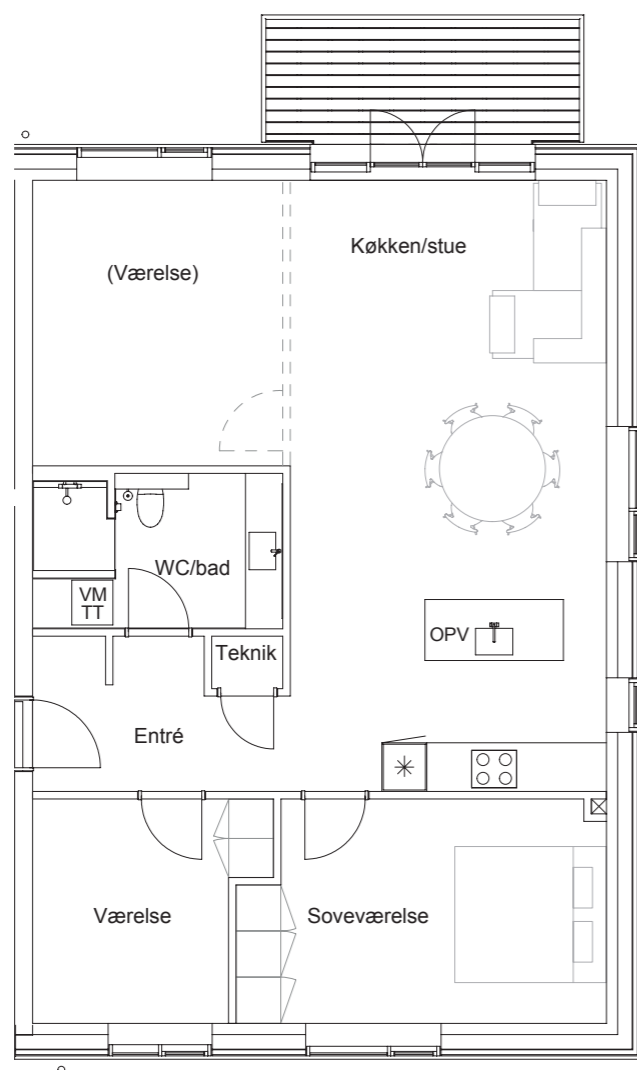 Køkken/stue
(Værelse)
WC/bad
VM
TT
OPV
Teknik
Entré
Værelse
Soveværelse